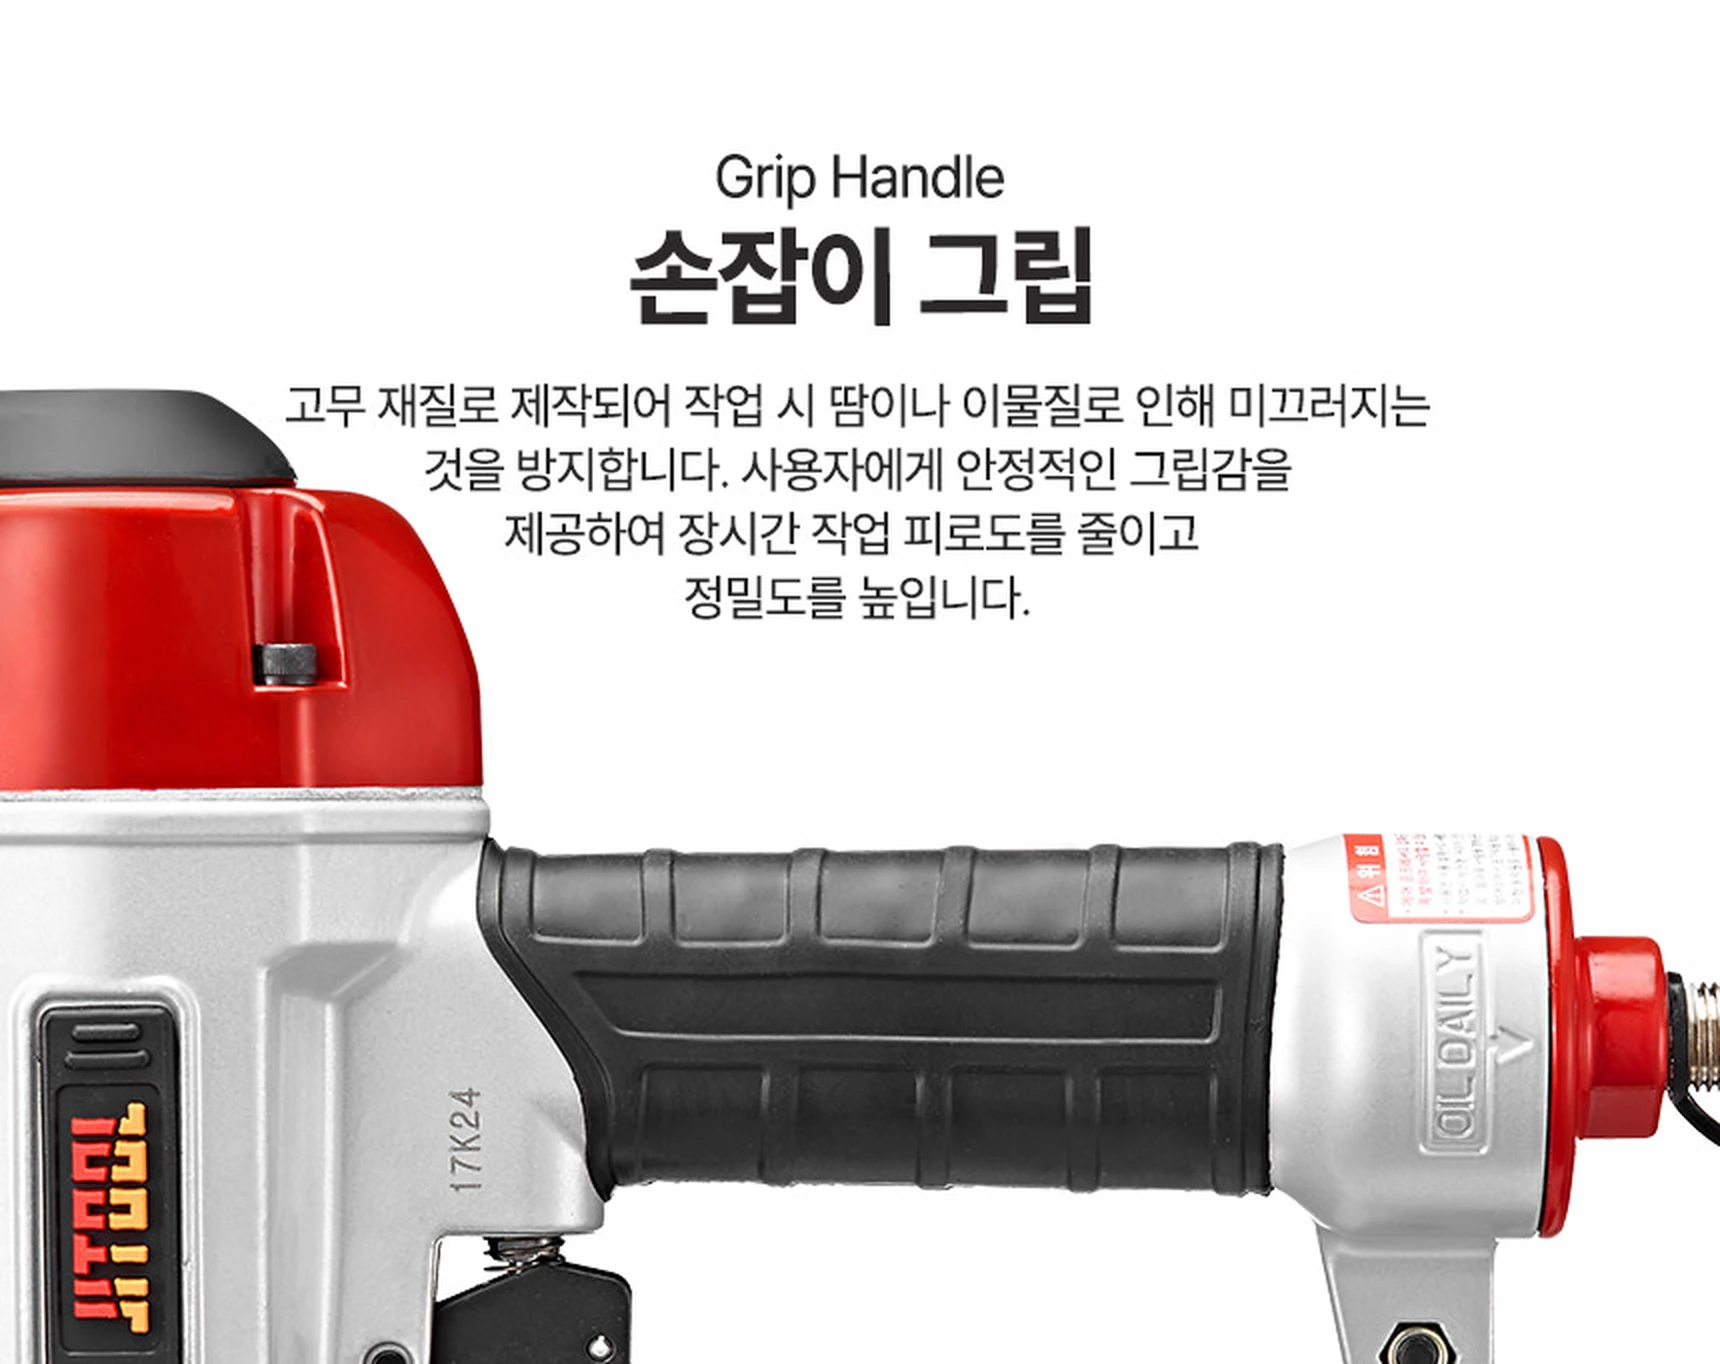 Grip Handle
손잡이 그립
고무 재질로 제작되어 작업 시 땀이나 이물질로 인해 미끄러지는
것을 방지합니다. 사용자에게 안정적인 그립감을
제공하여 장시간 작업 피로도를 줄이고
정밀도를 높입니다.
위험
OIL DAILY
17K24